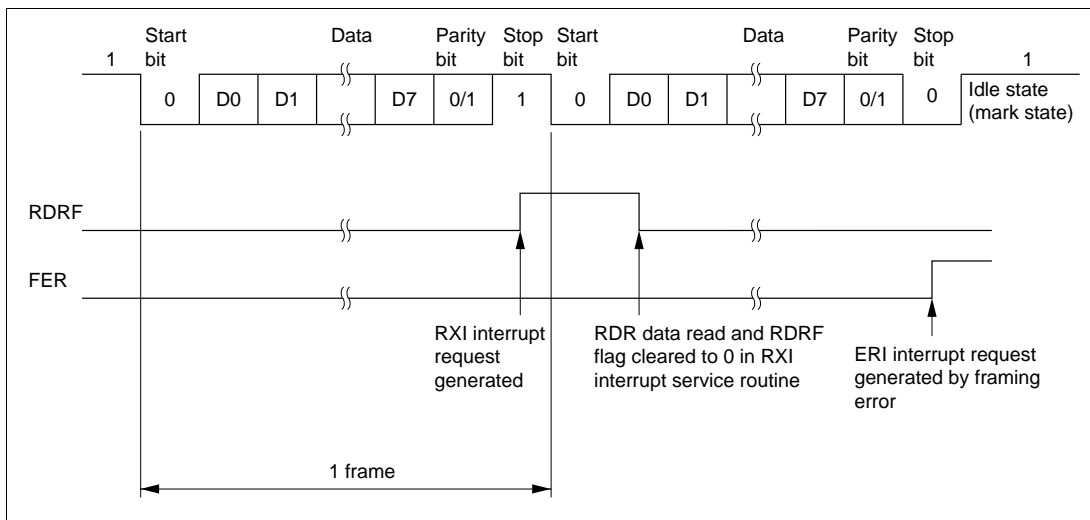 Start bit Data Parity bit Stop bit Start bit Data Parity bit Stop bit
1 1
0 D0 D1 D7 0/1 1 0 D0 D1 D7 0/1 0 Idle state (mark state)
RDRF
FER
RXI interrupt
request
generated
RDR data read and RDRF
flag cleared to 0 in RXI
interrupt service routine
ERI interrupt request
generated by framing
error
1 frame